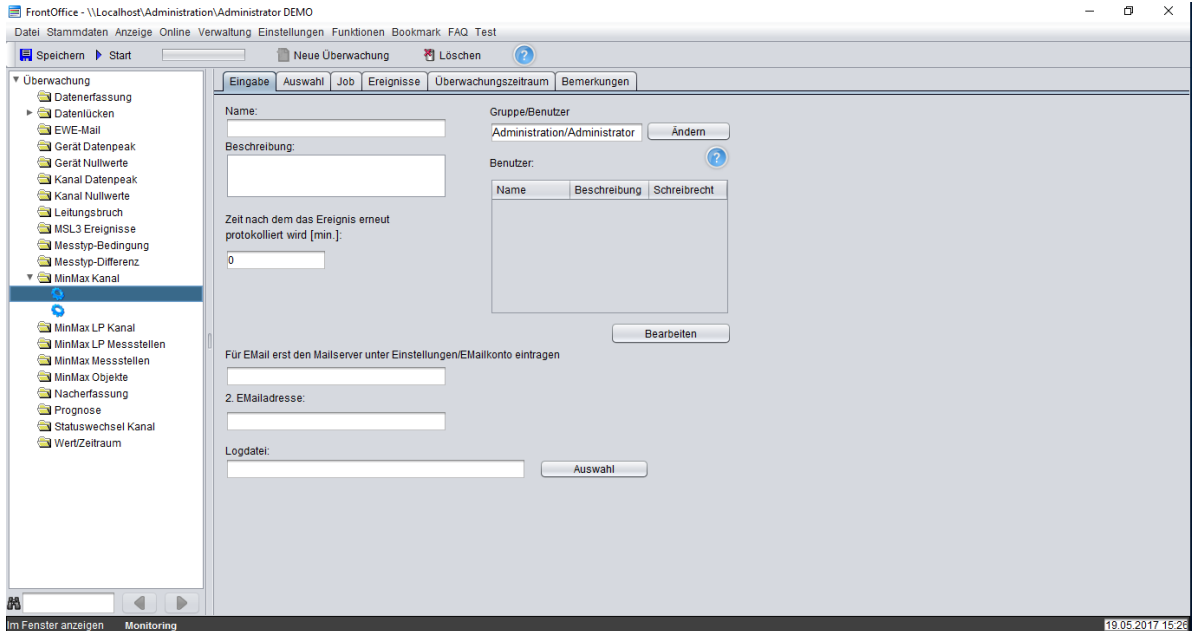 FrontOffice - \\Localhost\Administration\Administrator DEMO
Datei Stammdaten Anzeige Online Verwaltung Einstellungen Funktionen Bookmark FAQ Test
Speichern Start Neue Überwachung Löschen ?
Überwachung
Datenerfassung
Datenlücken
EWE-Mail
Gerät Datenpeak
Gerät Nullwerte
Kanal Datenpeak
Kanal Nullwerte
Leitungsbruch
MSL3 Ereignisse
Messtyp-Bedingung
Messtyp-Differenz
MinMax Kanal
MinMax LP Kanal
MinMax LP Messstellen
MinMax Messstellen
MinMax Objekte
Nacherfassung
Prognose
Statuswechsel Kanal
Wert/Zeitraum
Eingabe Auswahl Job Ereignisse Überwachungszeitraum Bemerkungen
Name:
Beschreibung:
Zeit nach dem das Ereignis erneut
protokolliert wird [min.]:
0
Gruppe/Benutzer
Administration/Administrator Ändern
?
Benutzer:
Name Beschreibung Schreibrecht
Bearbeiten
Für EMail erst den Mailserver unter Einstellungen/EMailkonto eintragen
2. EMailadresse:
Logdatei:
Auswahl
Im Fenster anzeigen Monitoring 19.05.2017 15:26